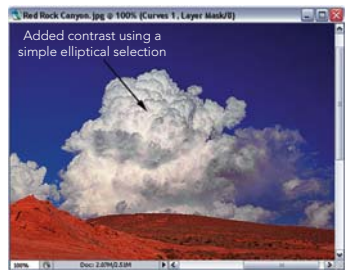 Red Rock Canyon.jpg @ 100% (Curves 1, Layer Mask/8)
Added contrast using a
simple elliptical selection
100%
Doc: 2.07M/2.53M